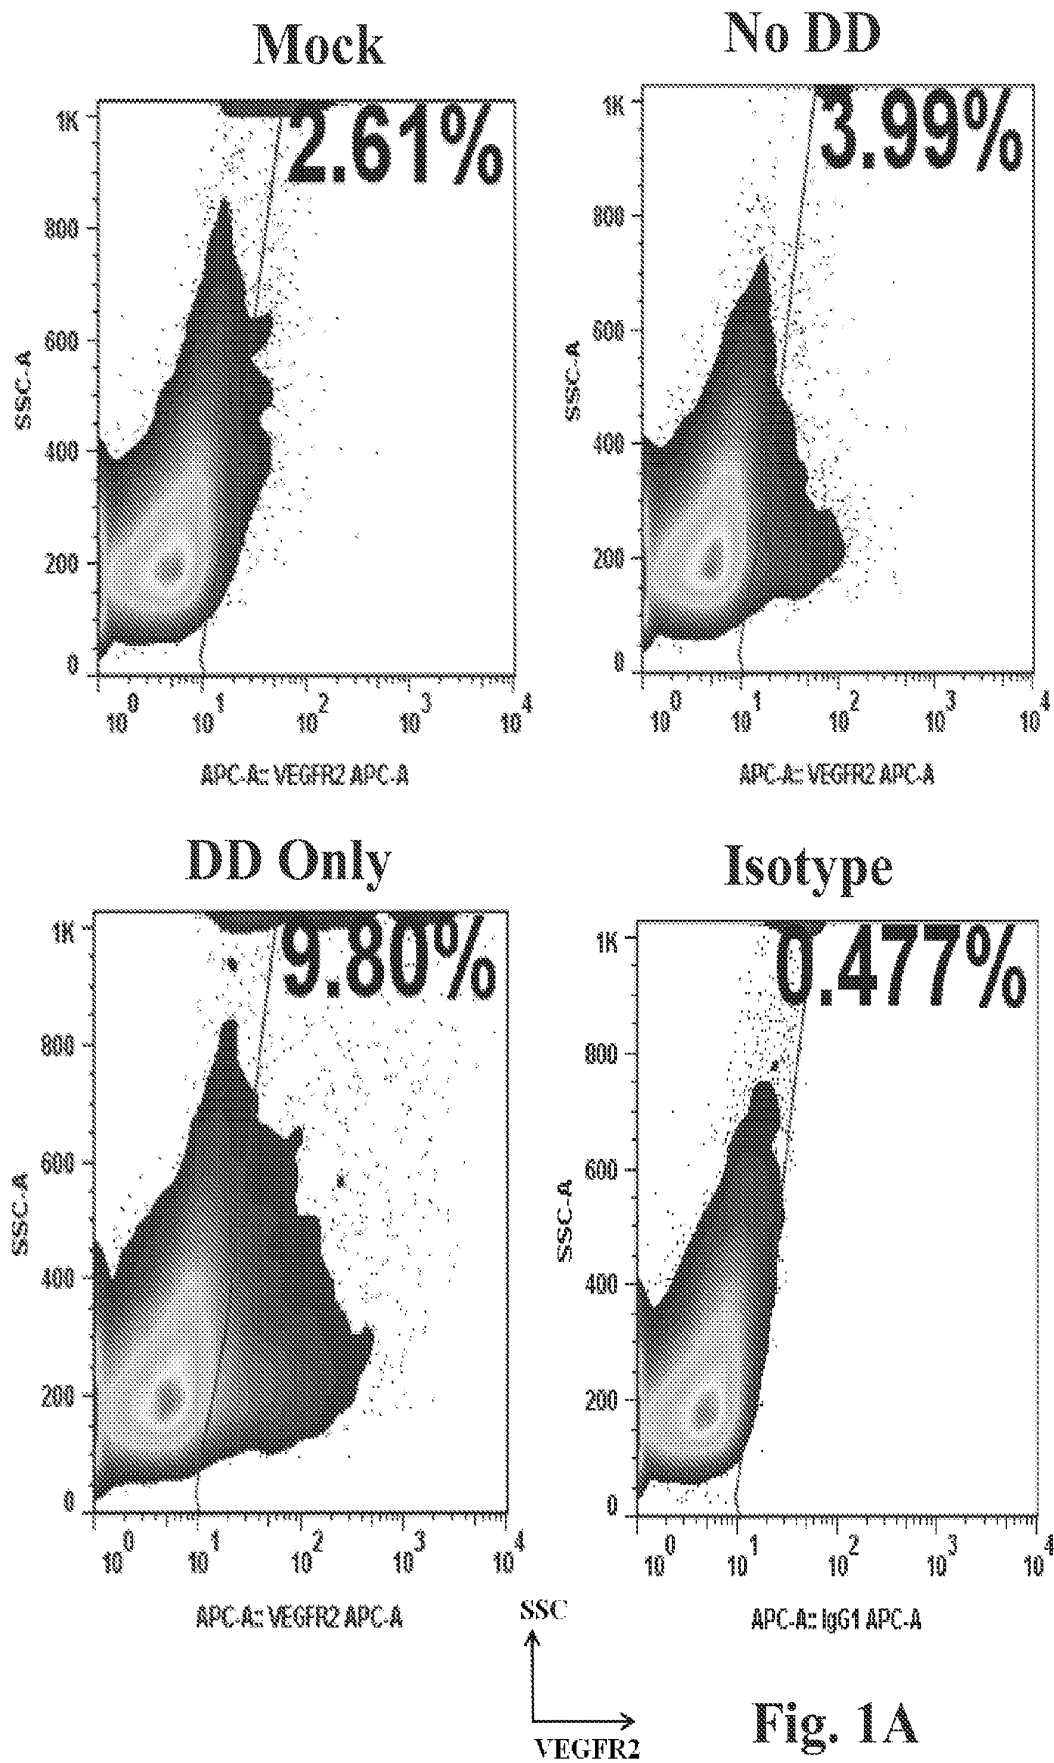 Mock
No DD
2.61%
3.99%
1K
800
600
400
200
0
SSC-A
10^0 10^1 10^2 10^3 10^4
APC-A:: VEGFR2 APC-A
1K
800
600
400
200
0
SSC-A
10^0 10^1 10^2 10^3 10^4
APC-A:: VEGFR2 APC-A
DD Only
Isotype
9.80%
0.477%
1K
800
600
400
200
0
SSC-A
10^0 10^1 10^2 10^3 10^4
APC-A:: VEGFR2 APC-A
1K
800
600
400
200
0
SSC-A
10^0 10^1 10^2 10^3 10^4
APC-A:: IgG1 APC-A
SSC
VEGFR2
Fig. 1A